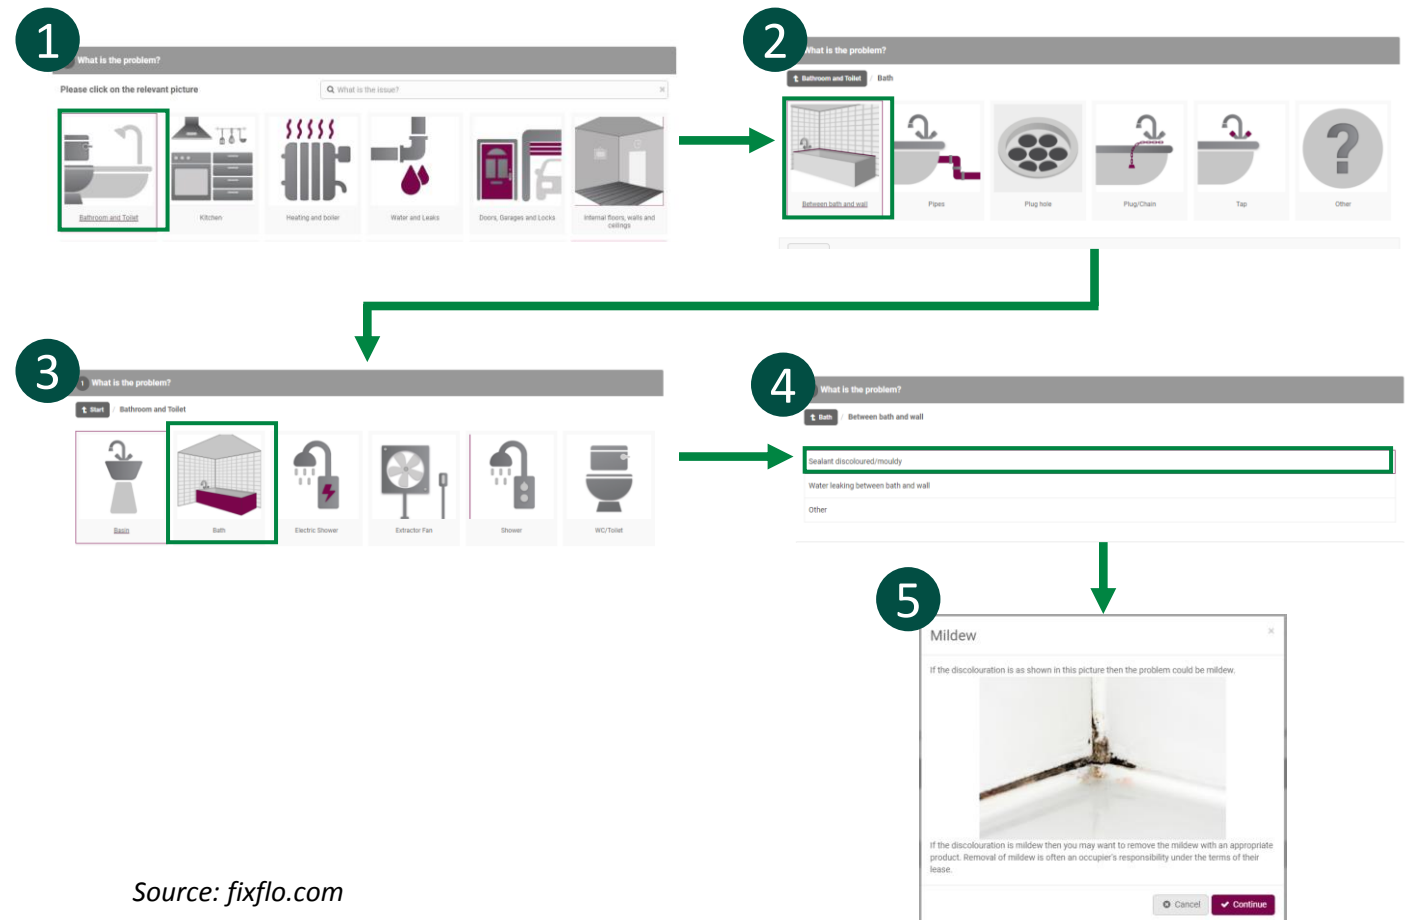 1
What is the problem?
Please click on the relevant picture
What is the issue?
×
Bathroom and Toilet
Kitchen
Heating and boiler
Water and Leaks
Doors, Garages and Locks
Internal floors, walls and
ceilings
2
What is the problem?
Bathroom and Toilet / Bath
Between bath and wall
Pipes
Plug hole
Plug/Chain
Tap
?
Other
3
1 What is the problem?
Start / Bathroom and Toilet
Basin
Bath
Electric Shower
Extractor Fan
Shower
WC/Toilet
4
What is the problem?
Bath / Between bath and wall
Sealant discoloured/mouldy
Water leaking between bath and wall
Other
5
Mildew
×
If the discolouration is as shown in this picture then the problem could be mildew.
If the discolouration is mildew then you may want to remove the mildew with an appropriate
product. Removal of mildew is often an occupier's responsibility under the terms of their
lease.
Cancel
Continue
Source: fixflo.com